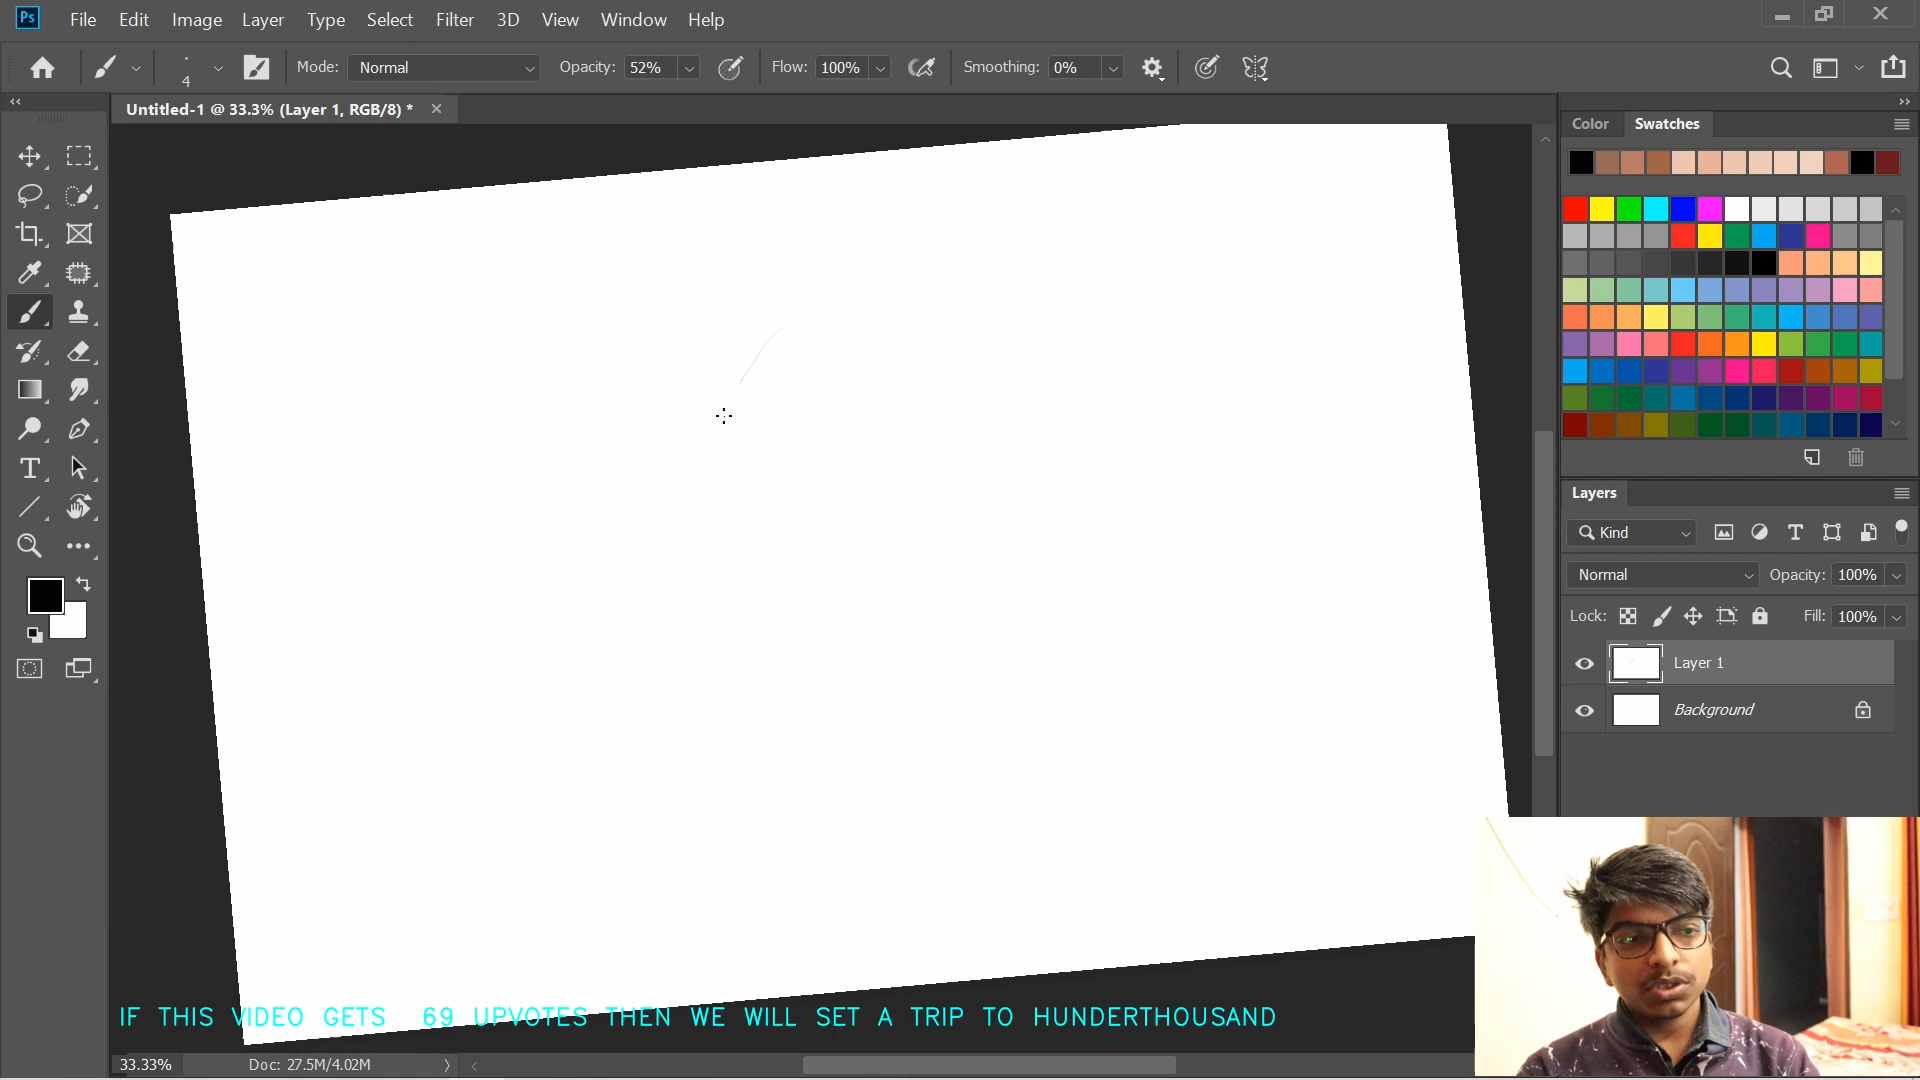 Ps File Edit Image Layer Type Select Filter 3D View Window Help
4 Mode: Normal Opacity: 52% Flow: 100% Smoothing: 0%
Untitled-1 @ 33.3% (Layer 1, RGB/8) *
Color Swatches
Layers
Kind
Normal Opacity: 100%
Lock: Fill: 100%
Layer 1
Background
IF THIS VIDEO GETS 69 UPVOTES THEN WE WILL SET A TRIP TO HUNDERTHOUSAND
33.33% Doc: 27.5M/4.02M